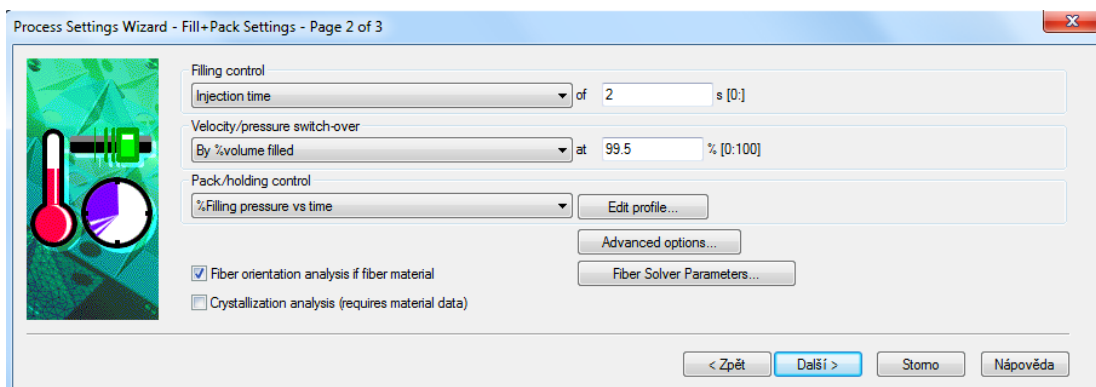 Process Settings Wizard - Fill+Pack Settings - Page 2 of 3
Filling control
Injection time of 2 s [0:]
Velocity/pressure switch-over
By %volume filled at 99.5 % [0:100]
Pack/holding control
%Filling pressure vs time Edit profile...
Advanced options...
Fiber orientation analysis if fiber material Fiber Solver Parameters...
Crystallization analysis (requires material data)
< Zpět Další > Storno Nápověda